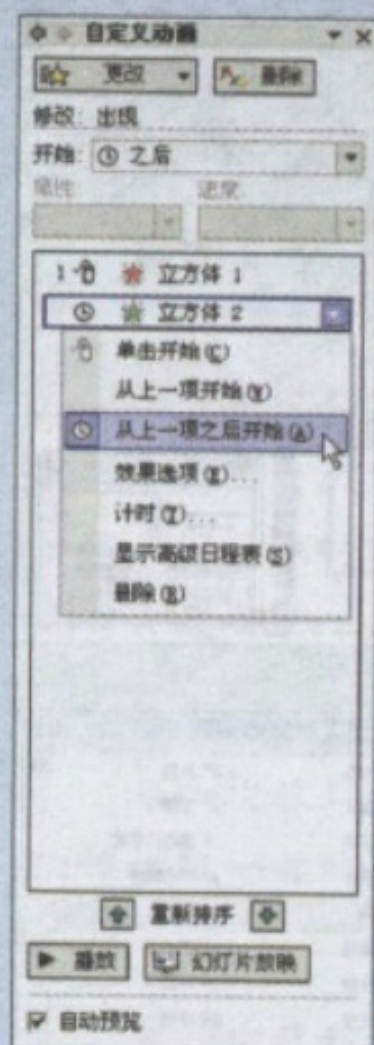 自定义动画
更改 删除
修改: 出现
开始: 之后
属性: 速度:
1 立方体 1
立方体 2
单击开始(C)
从上一项开始(W)
从上一项之后开始(A)
效果选项(E)...
计时(T)...
显示高级日程表(S)
删除(R)
重新排序
播放 幻灯片放映
自动预览